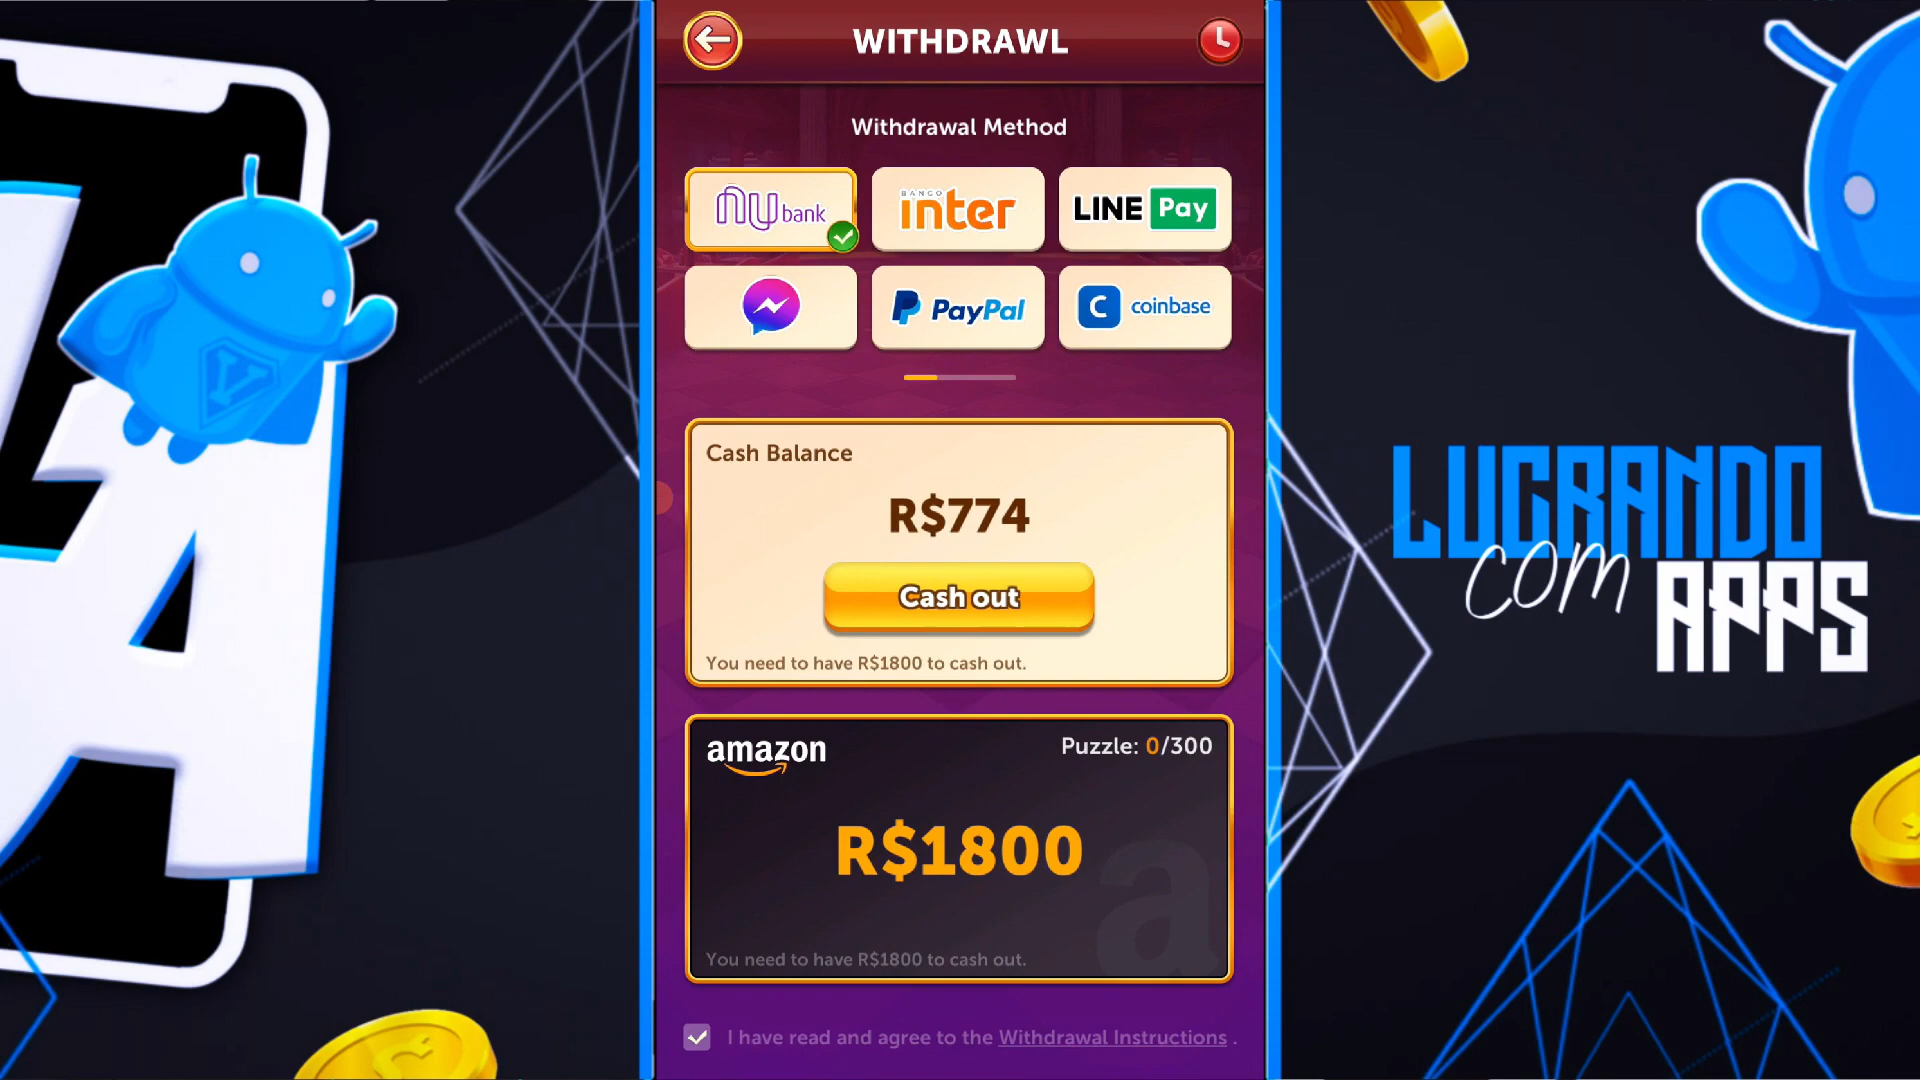 WITHDRAWL
Withdrawal Method
nu bank
BANCO
inter
LINE Pay
PayPal
C coinbase
Cash Balance
R$774
Cash out
You need to have R$1800 to cash out.
amazon
Puzzle: 0/300
R$1800
a
You need to have R$1800 to cash out.
I have read and agree to the Withdrawal Instructions .
LUCRANDO
com
APPS
A